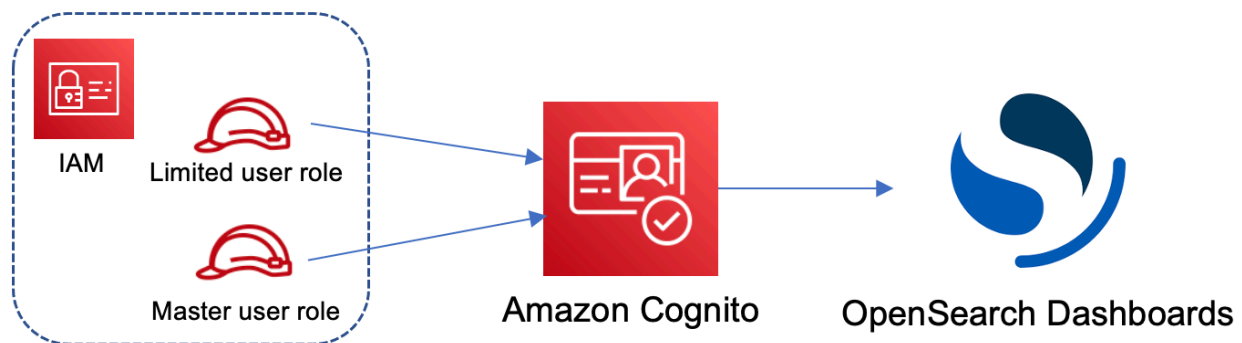 IAM
Limited user role
Master user role
Amazon Cognito
OpenSearch Dashboards